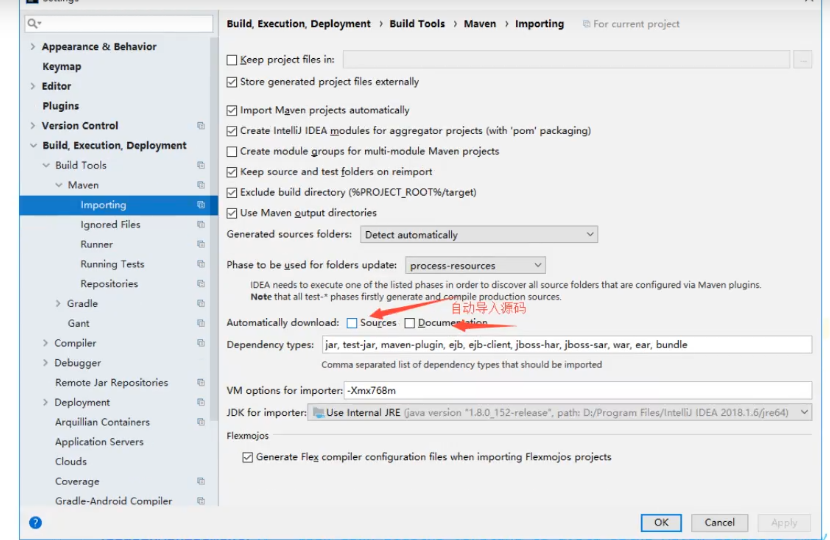 Settings
Build, Execution, Deployment › Build Tools › Maven › Importing For current project
Appearance & Behavior
Keymap
Editor
Plugins
Version Control
Build, Execution, Deployment
Build Tools
Maven
Importing
Ignored Files
Runner
Running Tests
Repositories
Gradle
Gant
Compiler
Debugger
Remote Jar Repositories
Deployment
Arquillian Containers
Application Servers
Clouds
Coverage
Gradle-Android Compiler
Keep project files in:
...
Store generated project files externally
Import Maven projects automatically
Create IntelliJ IDEA modules for aggregator projects (with 'pom' packaging)
Create module groups for multi-module Maven projects
Keep source and test folders on reimport
Exclude build directory (%PROJECT_ROOT%/target)
Use Maven output directories
Generated sources folders: Detect automatically
Phase to be used for folders update: process-resources
IDEA needs to execute one of the listed phases in order to discover all source folders that are configured via Maven plugins.
Note that all test-* phases firstly generate and compile production sources.
自动导入源码
Automatically download: Sources Documentation
Dependency types: jar, test-jar, maven-plugin, ejb, ejb-client, jboss-har, jboss-sar, war, ear, bundle
Comma separated list of dependency types that should be imported
VM options for importer: -Xmx768m
JDK for importer: Use Internal JRE (java version "1.8.0_152-release", path: D:/Program Files/IntelliJ IDEA 2018.1.6/jre64)
Flexmojos
Generate Flex compiler configuration files when importing Flexmojos projects
?
OK Cancel Apply